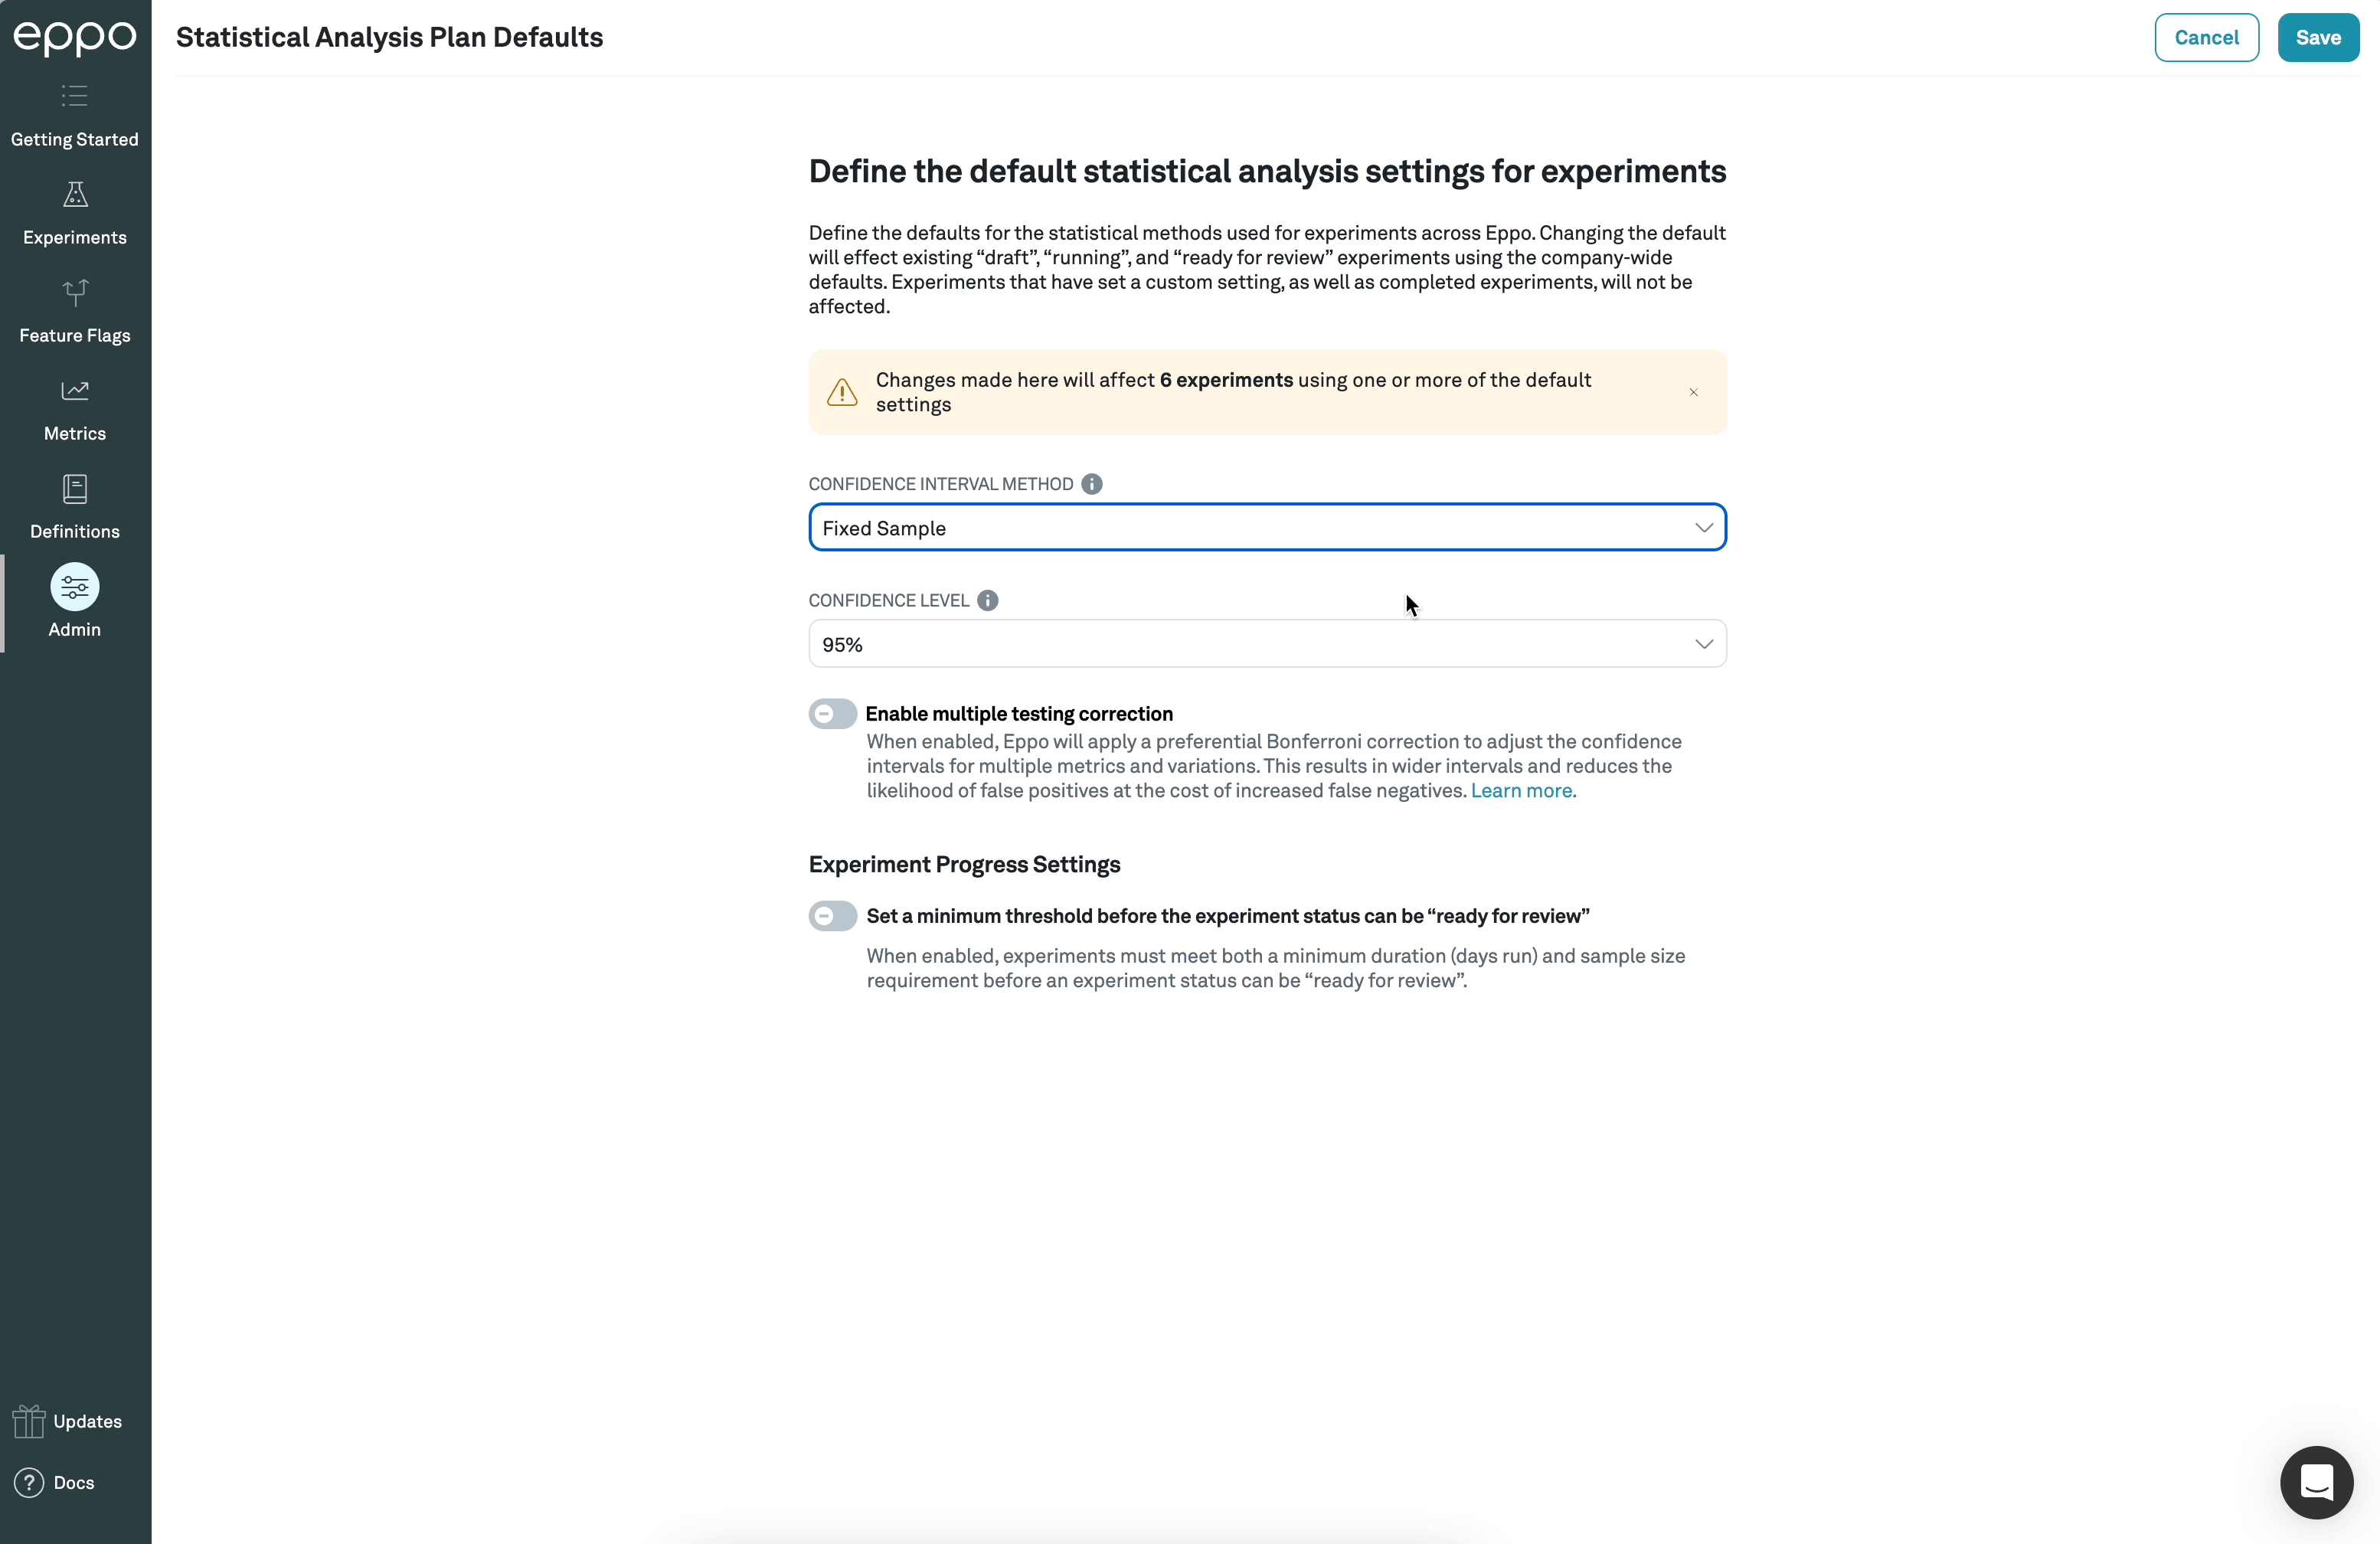 eppo
Statistical Analysis Plan Defaults
Cancel
Save
Getting Started
Experiments
Feature Flags
Metrics
Definitions
Admin
Updates
? Docs
Define the default statistical analysis settings for experiments
Define the defaults for the statistical methods used for experiments across Eppo. Changing the default
will effect existing “draft”, “running”, and “ready for review” experiments using the company-wide
defaults. Experiments that have set a custom setting, as well as completed experiments, will not be
affected.
Changes made here will affect 6 experiments using one or more of the default
settings
CONFIDENCE INTERVAL METHOD
Fixed Sample
CONFIDENCE LEVEL
95%
Enable multiple testing correction
When enabled, Eppo will apply a preferential Bonferroni correction to adjust the confidence
intervals for multiple metrics and variations. This results in wider intervals and reduces the
likelihood of false positives at the cost of increased false negatives. Learn more.
Experiment Progress Settings
Set a minimum threshold before the experiment status can be “ready for review”
When enabled, experiments must meet both a minimum duration (days run) and sample size
requirement before an experiment status can be “ready for review”.